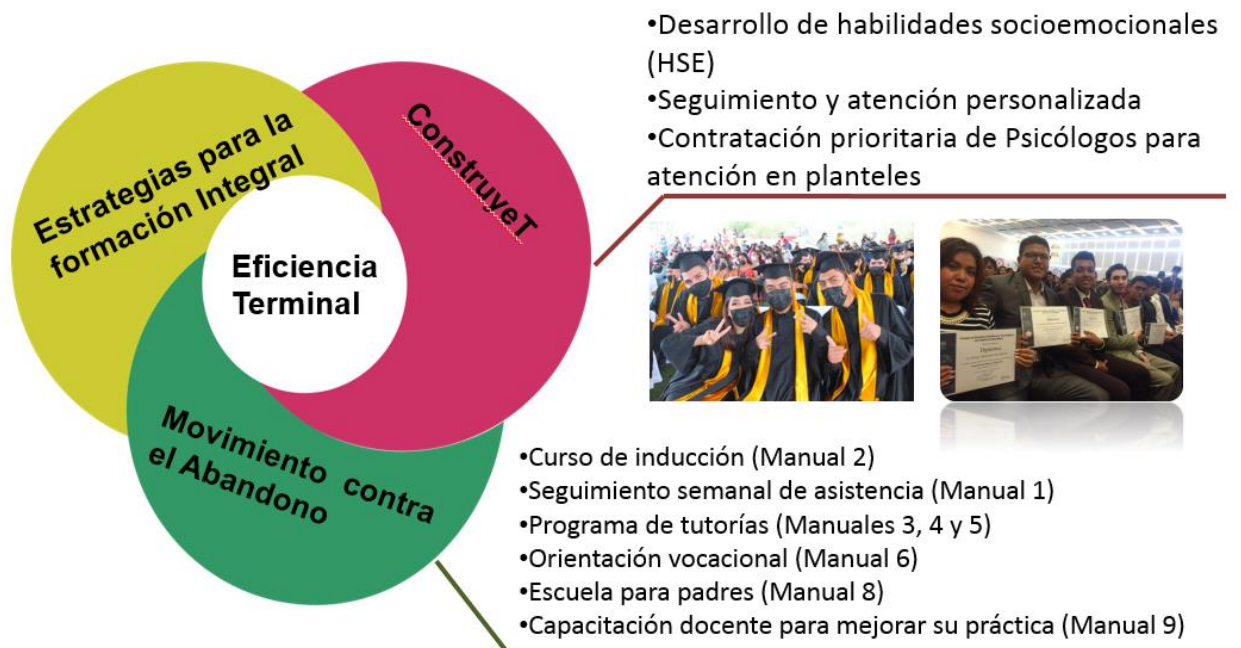 Estrategias para la
formación Integral
ConstruyeT
Eficiencia
Terminal
Movimiento contra
el Abandono
•Desarrollo de habilidades socioemocionales
(HSE)
•Seguimiento y atención personalizada
•Contratación prioritaria de Psicólogos para
atención en planteles
•Curso de inducción (Manual 2)
•Seguimiento semanal de asistencia (Manual 1)
•Programa de tutorías (Manuales 3, 4 y 5)
•Orientación vocacional (Manual 6)
•Escuela para padres (Manual 8)
•Capacitación docente para mejorar su práctica (Manual 9)